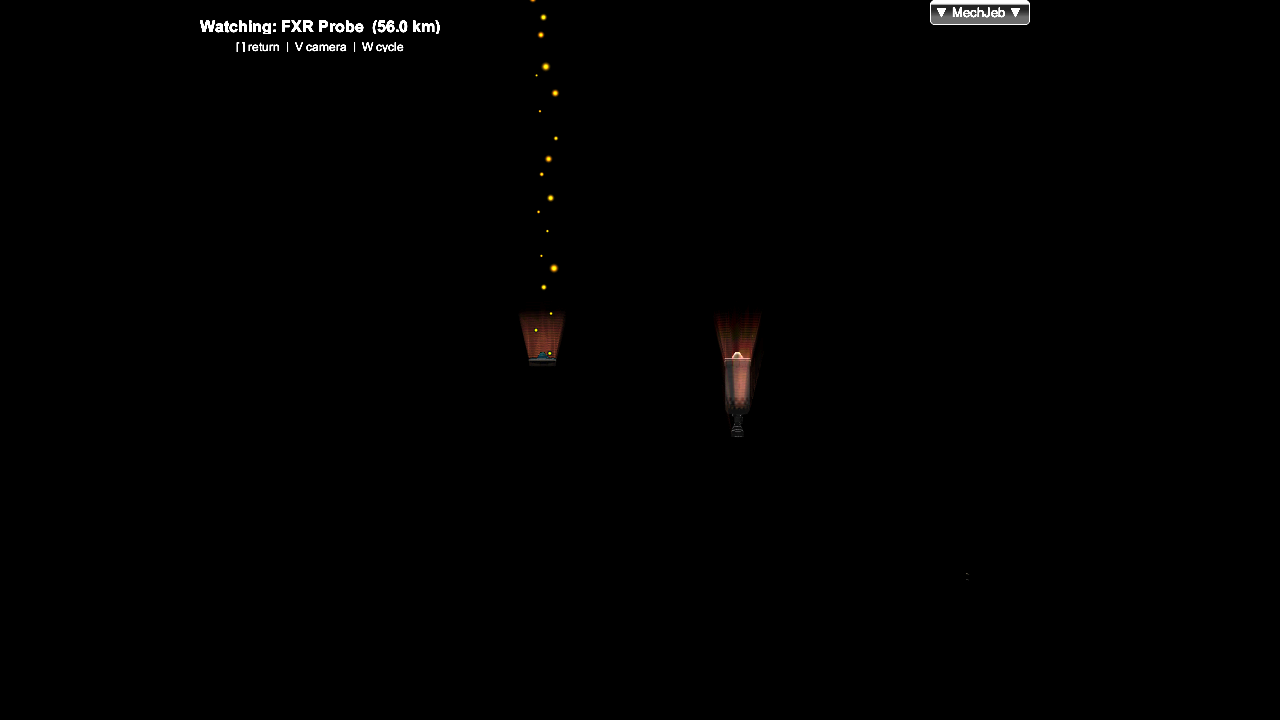 Watching: FXR Probe (56.0 km)
[ ] return | V camera | W cycle
▼ MechJeb ▼